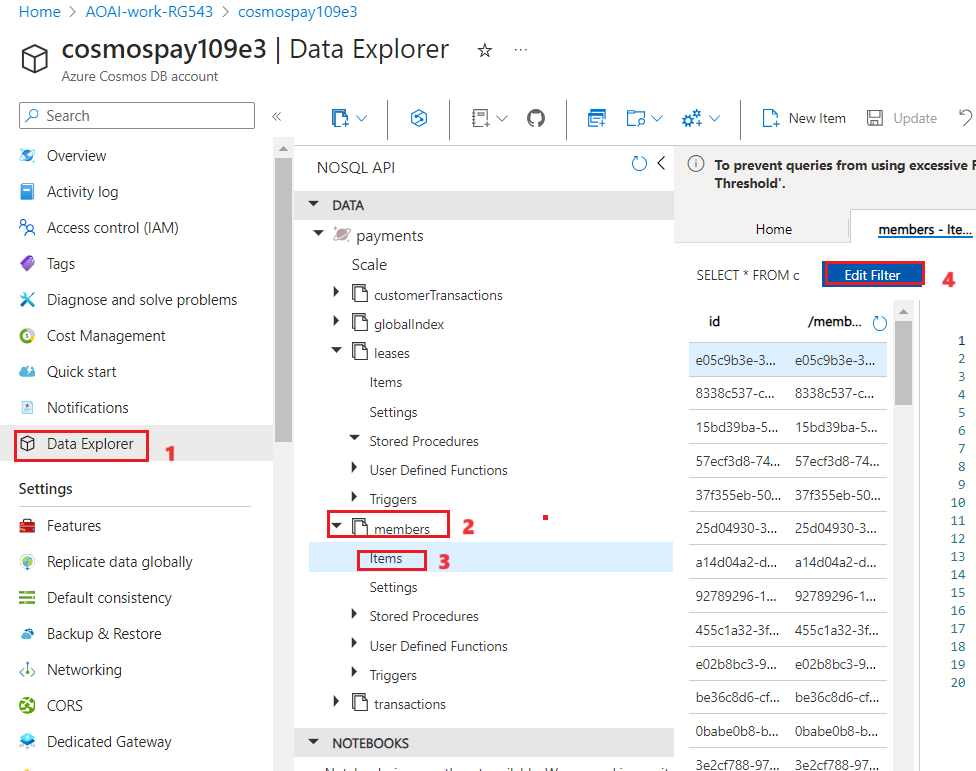 Home > AOAI-work-RG543 > cosmospay109e3
cosmospay109e3 | Data Explorer
Azure Cosmos DB account
Search
Overview
Activity log
Access control (IAM)
Tags
Diagnose and solve problems
Cost Management
Quick start
Notifications
Data Explorer
1
Settings
Features
Replicate data globally
Default consistency
Backup & Restore
Networking
CORS
Dedicated Gateway
New Item
Update
NOSQL API
DATA
payments
Scale
customerTransactions
globalIndex
leases
Items
Settings
Stored Procedures
User Defined Functions
Triggers
members
2
Items
3
Settings
Stored Procedures
User Defined Functions
Triggers
transactions
NOTEBOOKS
To prevent queries from using excessive
Threshold'.
Home
members - Ite...
SELECT * FROM c
Edit Filter
4
id /memb...
e05c9b3e-3... e05c9b3e-3...
8338c537-c... 8338c537-c...
15bd39ba-5... 15bd39ba-5...
57ecf3d8-74... 57ecf3d8-74...
37f355eb-50... 37f355eb-50...
25d04930-3... 25d04930-3...
a14d04a2-d... a14d04a2-d...
92789296-1... 92789296-1...
455c1a32-3f... 455c1a32-3f...
e02b8bc3-9... e02b8bc3-9...
be36c8d6-cf... be36c8d6-cf...
0babe0b8-b... 0babe0b8-b...
3e2cf788-97... 3e2cf788-97...
1
2
3
4
5
6
7
8
9
10
11
12
13
14
15
16
17
18
19
20